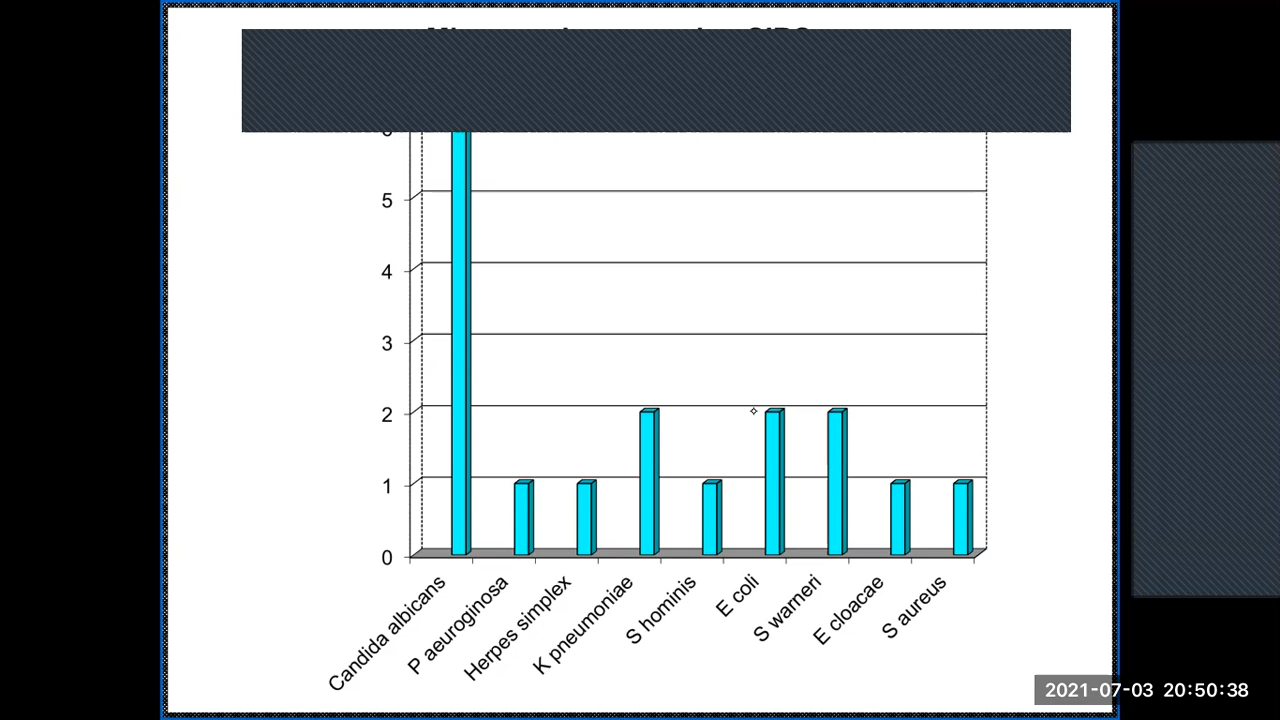 5
4
3
2
1
0
Candida albicans
P aeuroginosa
Herpes simplex
K pneumoniae
S hominis
E coli
S warneri
E cloacae
S aureus
2021-07-03 20:50:38